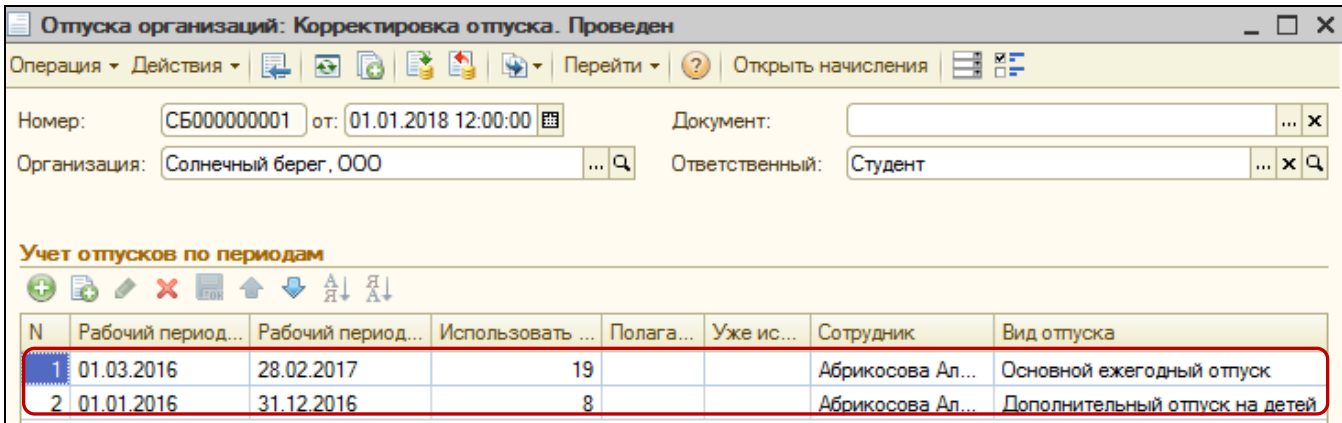 Отпуска организаций: Корректировка отпуска. Проведен
Операция Действия Перейти Открыть начисления
Номер: СБ000000001 от: 01.01.2018 12:00:00 Документ:
Организация: Солнечный берег, ООО Ответственный: Студент
Учет отпусков по периодам
N Рабочий период... Рабочий период... Использовать ... Полага... Уже ис... Сотрудник Вид отпуска
1 01.03.2016 28.02.2017 19 Абрикосова Ал... Основной ежегодный отпуск
2 01.01.2016 31.12.2016 8 Абрикосова Ал... Дополнительный отпуск на детей